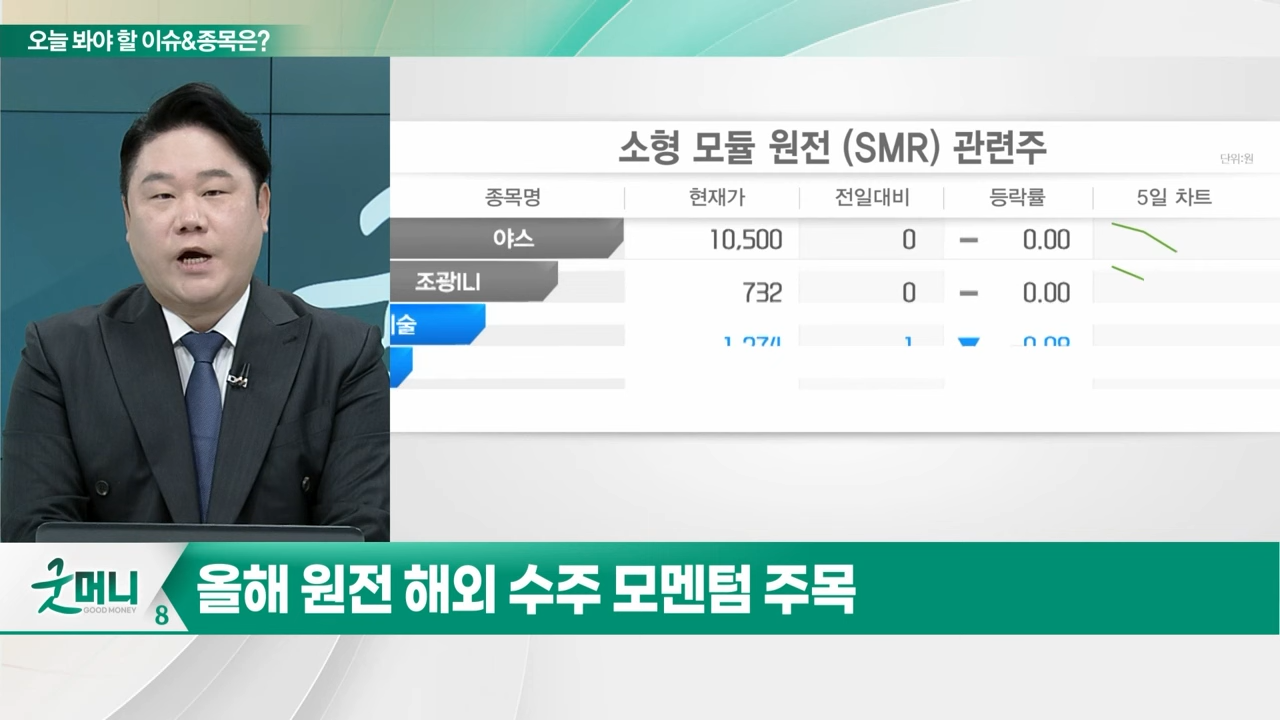 오늘 봐야 할 이슈&종목은?
소형 모듈 원전 (SMR) 관련주
단위:원
종목명 현재가 전일대비 등락률 5일 차트
야스 10,500 0 0.00
조광ILI 732 0 0.00
술
굿머니
GOOD MONEY
8
올해 원전 해외 수주 모멘텀 주목